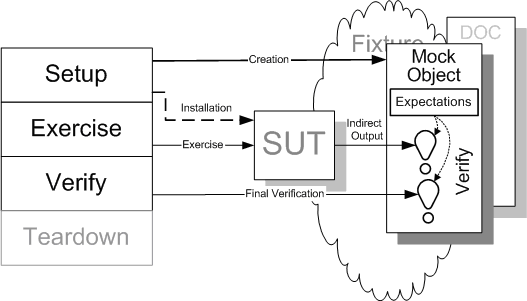 Setup
Exercise
Verify
Teardown
Creation
Installation
Exercise
Final Verification
SUT
Indirect
Output
Fixture
DOC
Mock
Object
Expectations
Verify